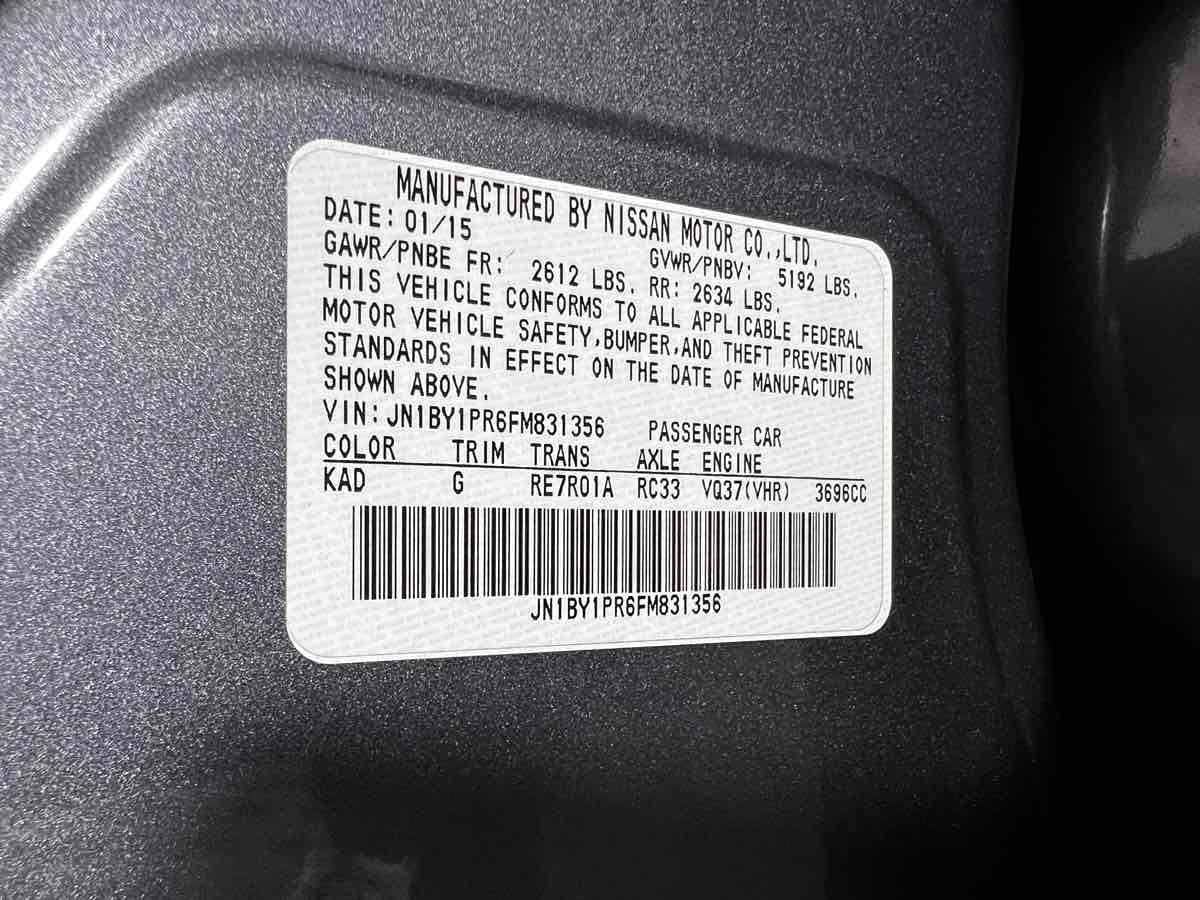 MANUFACTURED BY NISSAN MOTOR CO.,LTD.
DATE: 01/15 GVWR/PNBV: 5192 LBS.
GAWR/PNBE FR: 2612 LBS. RR: 2634 LBS.
THIS VEHICLE CONFORMS TO ALL APPLICABLE FEDERAL
MOTOR VEHICLE SAFETY,BUMPER,AND THEFT PREVENTION
STANDARDS IN EFFECT ON THE DATE OF MANUFACTURE
SHOWN ABOVE.
VIN: JN1BY1PR6FM831356 PASSENGER CAR
COLOR TRIM TRANS AXLE ENGINE
KAD G RE7R01A RC33 VQ37(VHR) 3696CC
JN1BY1PR6FM831356